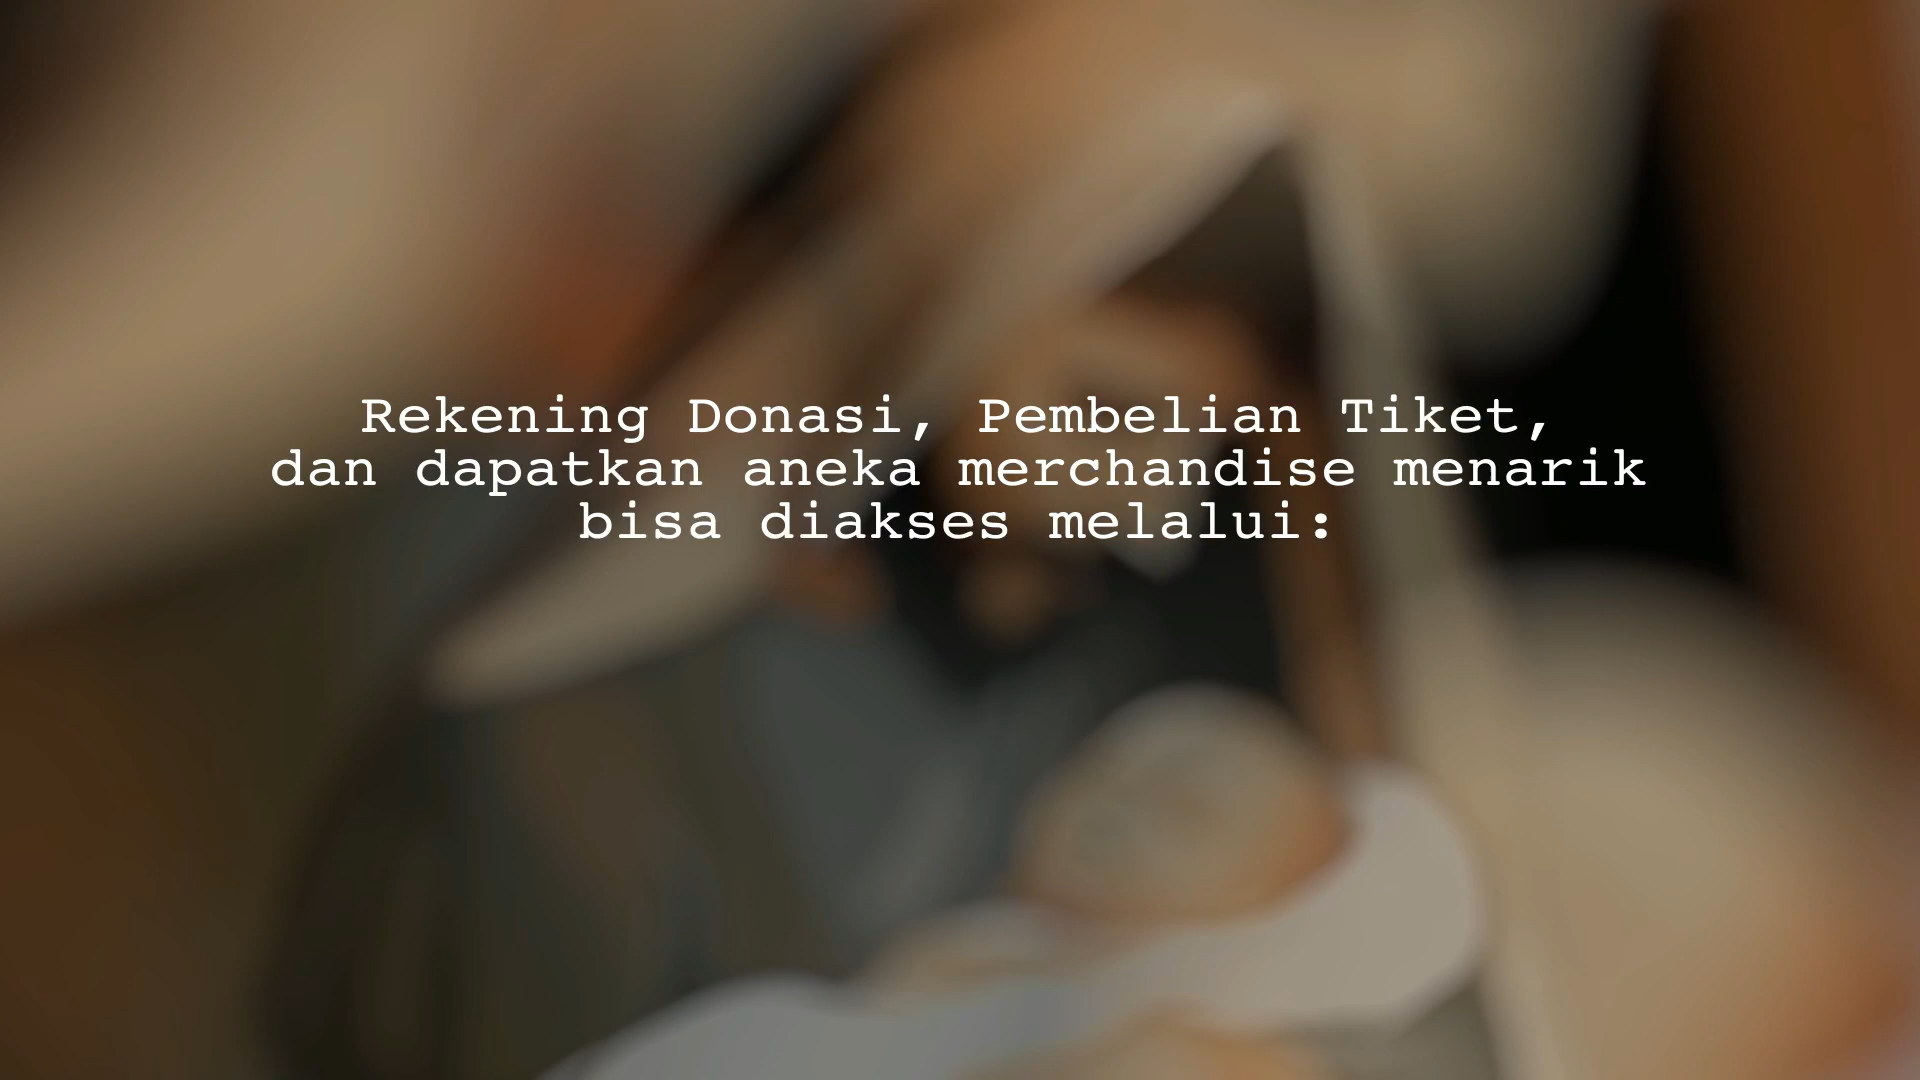 Rekening Donasi, Pembelian Tiket,
dan dapatkan aneka merchandise menarik
bisa diakses melalui: